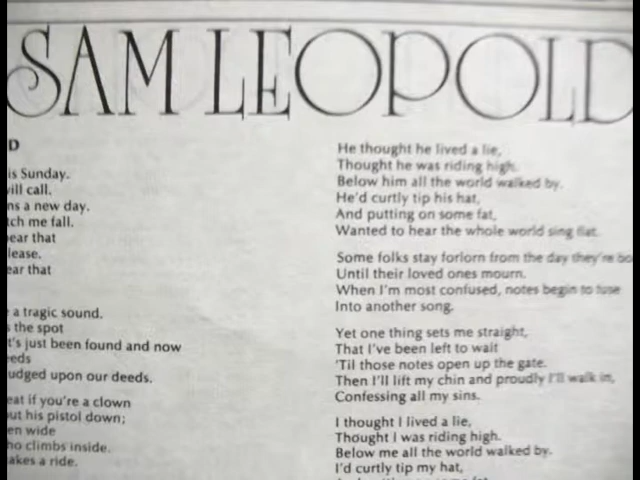 SAM LEOPOLD
D
is Sunday.
will call.
ns a new day.
tch me fall.
ear that
lease.
ear that
a tragic sound.
s the spot
t's just been found and now
eeds
udged upon our deeds.
eat if you're a clown
ut his pistol down;
en wide
ho climbs inside.
akes a ride.
He thought he lived a lie,
Thought he was riding high.
Below him all the world walked by.
He'd curtly tip his hat,
And putting on some fat,
Wanted to hear the whole world sing flat.
Some folks stay forlorn from the day they're bo
Until their loved ones mourn.
When I'm most confused, notes begin to fuse
Into another song.
Yet one thing sets me straight,
That I've been left to wait
'Til those notes open up the gate.
Then I'll lift my chin and proudly I'll walk in,
Confessing all my sins.
I thought I lived a lie,
Thought I was riding high.
Below me all the world walked by.
I'd curtly tip my hat,